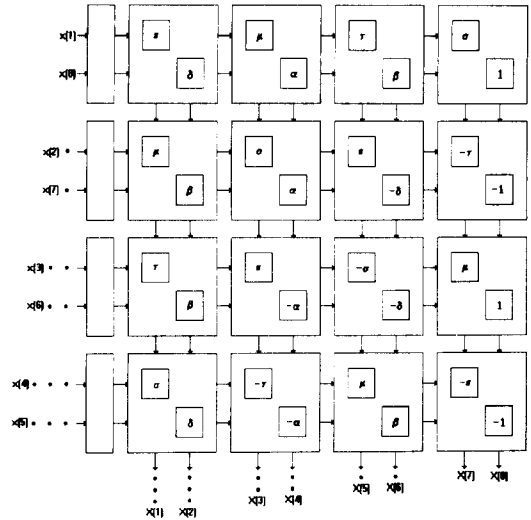 x[1] ε μ τ σ
x[8] δ α β 1
x[2] μ σ ε −τ
x[7] β α −δ −1
x[3] τ ε −σ μ
x[6] β −α −δ 1
x[4] σ −τ μ −ε
x[5] δ −α β −1
X[1] X[2] X[3] X[4] X[5] X[6] X[7] X[8]